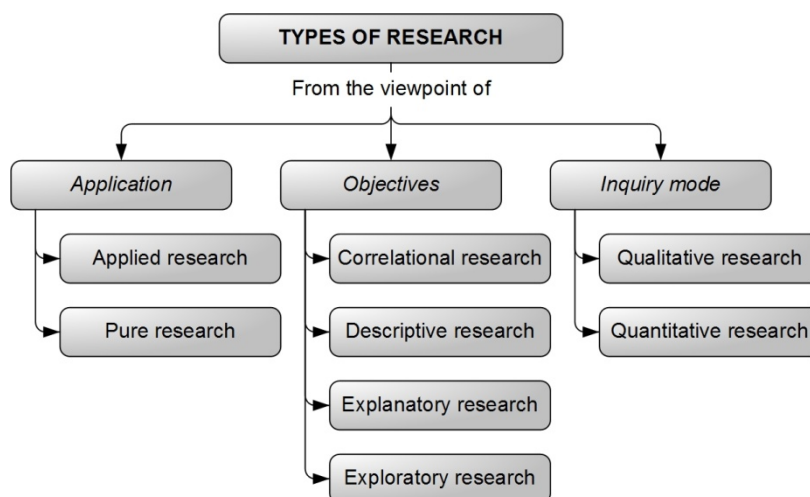 TYPES OF RESEARCH
From the viewpoint of
Application
Objectives
Inquiry mode
Applied research
Correlational research
Qualitative research
Pure research
Descriptive research
Quantitative research
Explanatory research
Exploratory research